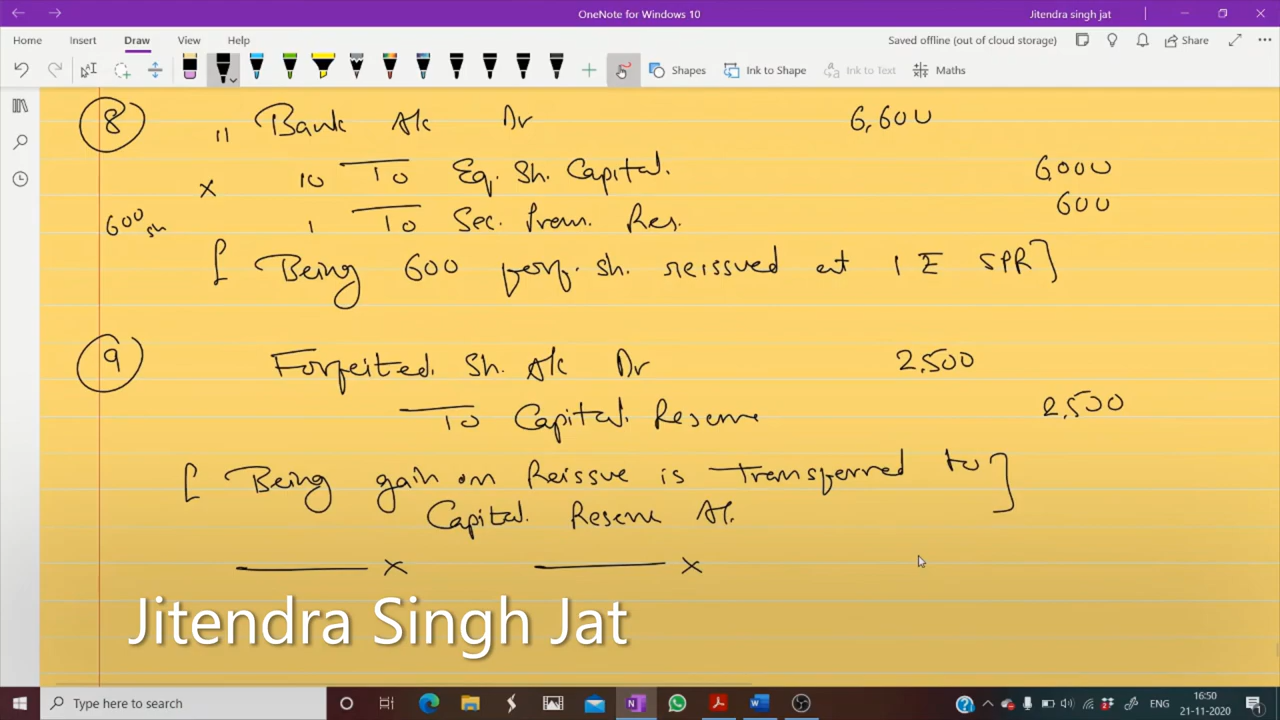 OneNote for Windows 10
Jitendra singh jat
Home Insert Draw View Help
Saved offline (out of cloud storage)
Share
Shapes
Ink to Shape
Ink to Text
Maths
8 11 Bank A/c Dr 6,600
x 10 To Eq. Sh. Capital. 6,000
600 sh 1 To Sec. Prem. Res. 600
[ Being 600 forf. sh. reissued at 1 E SPR]
9 Forfeited. Sh. A/c Dr 2,500
To Capital. Reserve 2,500
[ Being gain on Reissue is transferred to ]
Capital. Reserve A/c.
x x
Jitendra Singh Jat
Type here to search
ENG
16:50
21-11-2020